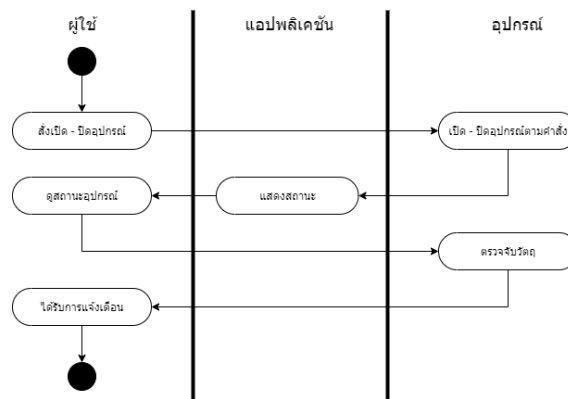 ผู้ใช้
แอปพลิเคชัน
อุปกรณ์
สั่งเปิด - ปิดอุปกรณ์
เปิด - ปิดอุปกรณ์ตามคำสั่ง
ดูสถานะอุปกรณ์
แสดงสถานะ
ตรวจจับวัตถุ
ได้รับการแจ้งเตือน